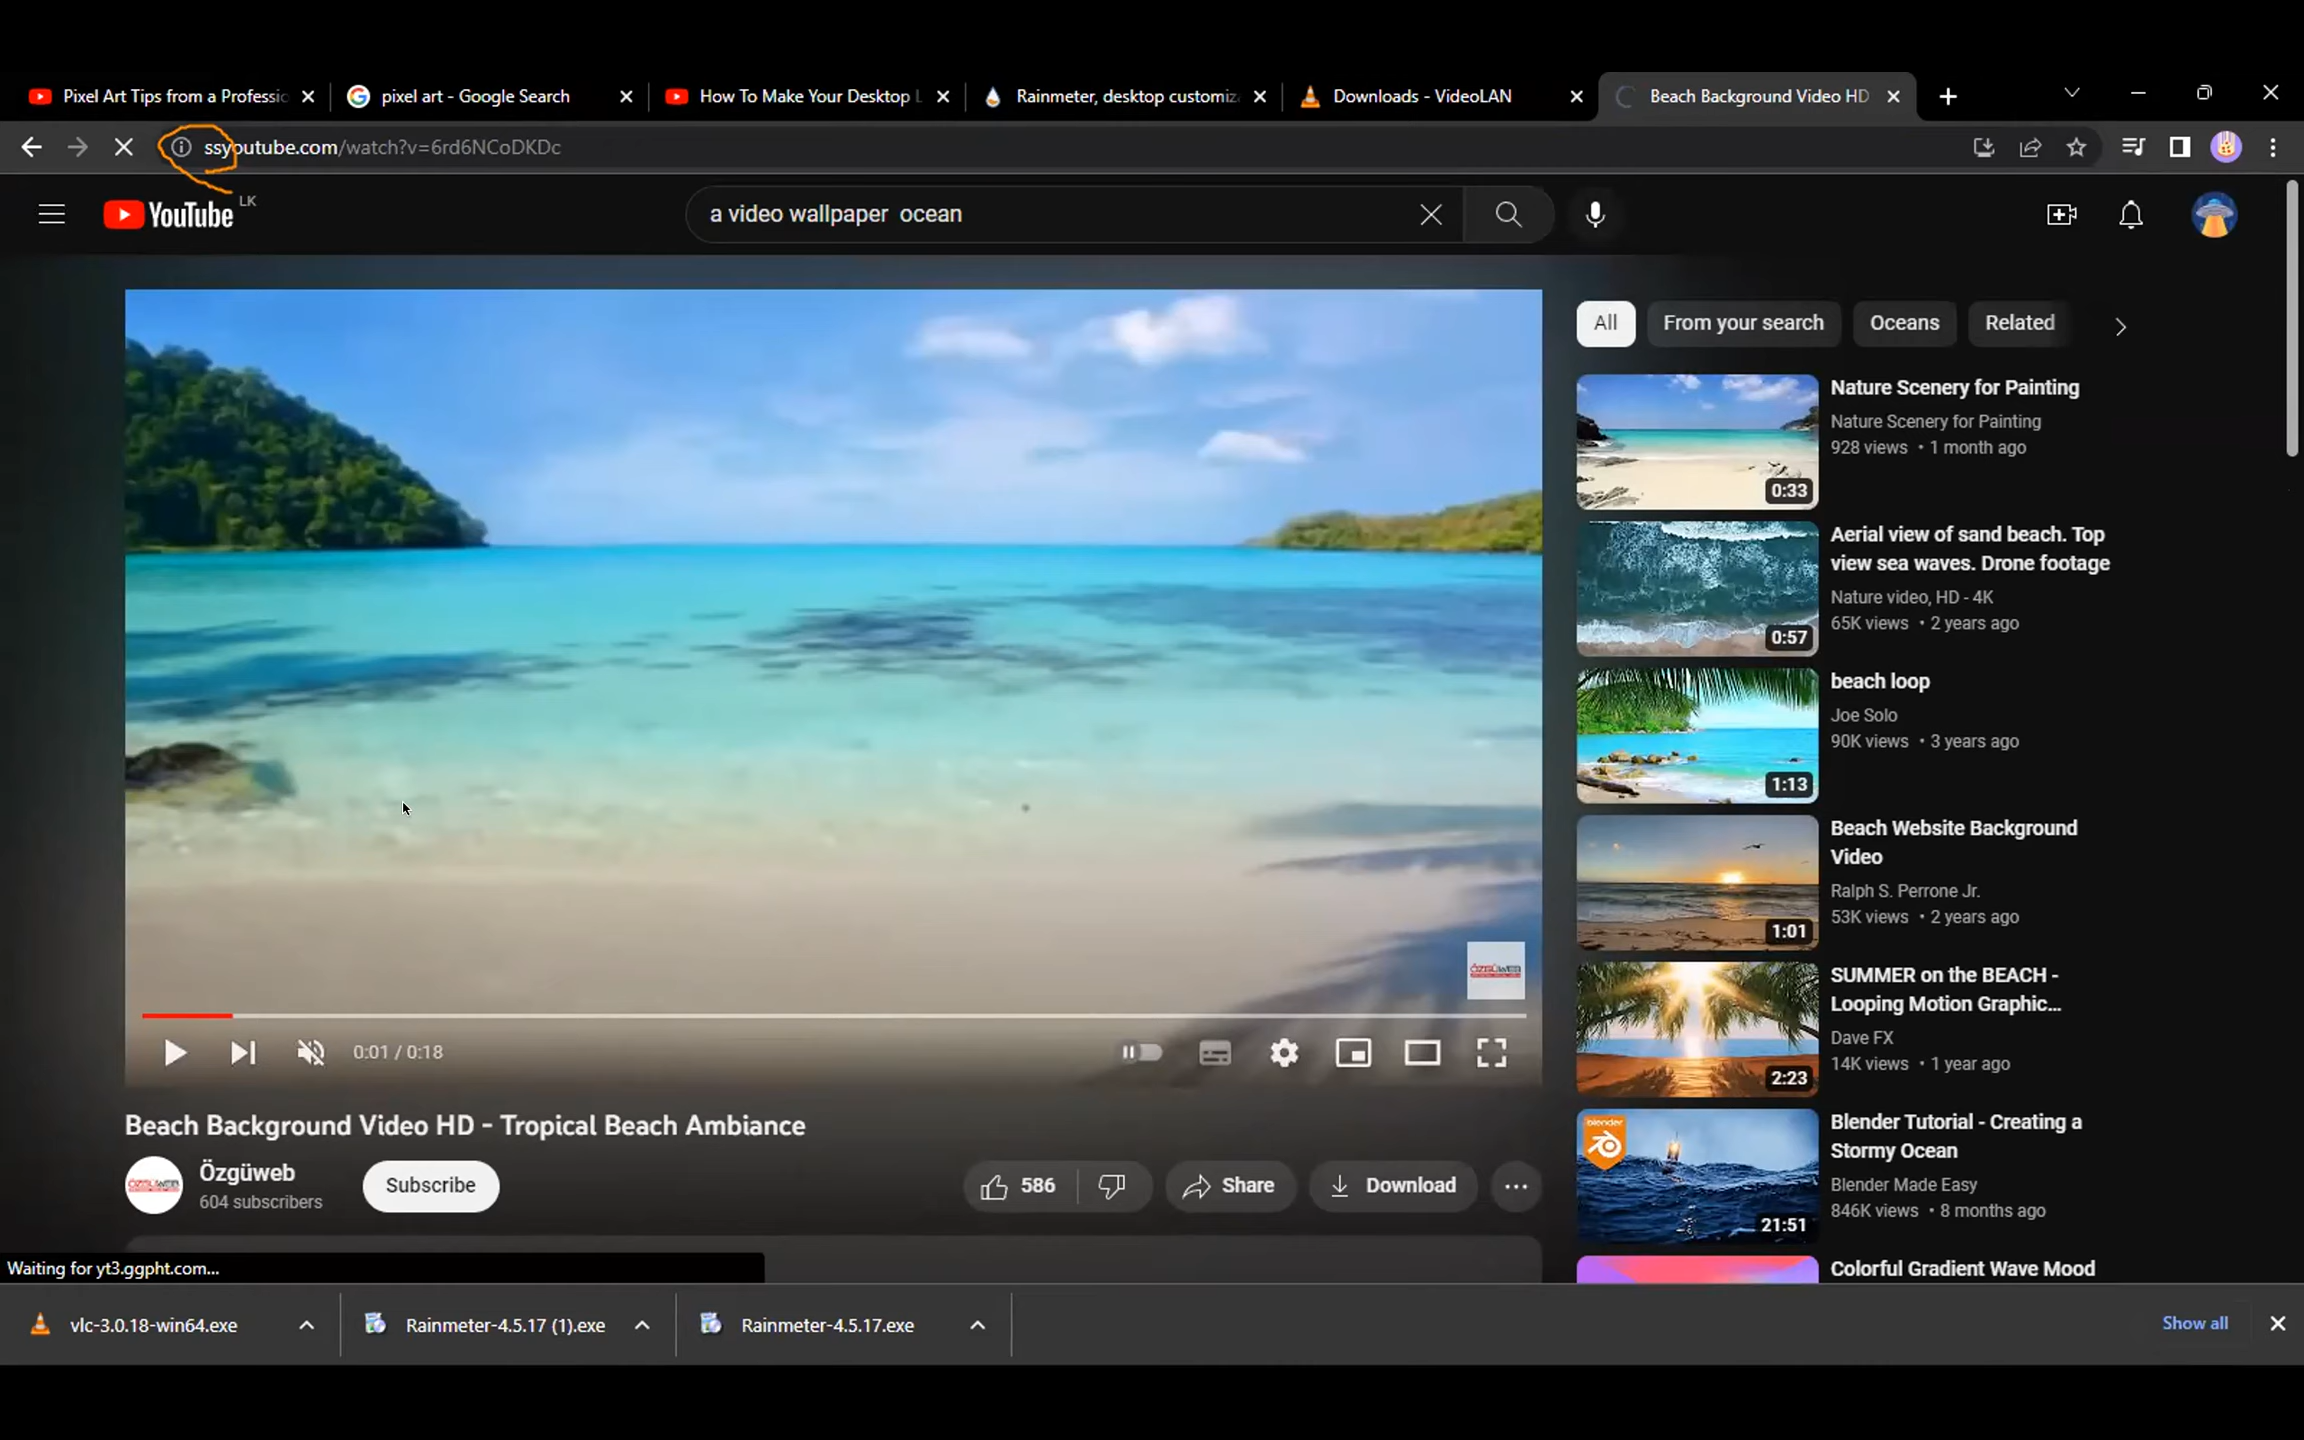 Pixel Art Tips from a Professio
pixel art - Google Search
How To Make Your Desktop L
Rainmeter, desktop customiz
Downloads - VideoLAN
Beach Background Video HD
ssyoutube.com/watch?v=6rd6NCoDKDc
YouTube LK
a video wallpaper  ocean
All
From your search
Oceans
Related
Nature Scenery for Painting
Nature Scenery for Painting
928 views • 1 month ago
0:33
Aerial view of sand beach. Top
view sea waves. Drone footage
Nature video, HD - 4K
65K views • 2 years ago
0:57
beach loop
Joe Solo
90K views • 3 years ago
1:13
Beach Website Background
Video
Ralph S. Perrone Jr.
53K views • 2 years ago
1:01
SUMMER on the BEACH -
Looping Motion Graphic...
Dave FX
14K views • 1 year ago
2:23
blender
Blender Tutorial - Creating a
Stormy Ocean
Blender Made Easy
846K views • 8 months ago
21:51
Colorful Gradient Wave Mood
ÖZGÜWEB
0:01 / 0:18
Beach Background Video HD - Tropical Beach Ambiance
ÖZGÜWEB
Özgüweb
604 subscribers
Subscribe
586
Share
Download
Waiting for yt3.ggpht.com...
vlc-3.0.18-win64.exe
Rainmeter-4.5.17 (1).exe
Rainmeter-4.5.17.exe
Show all